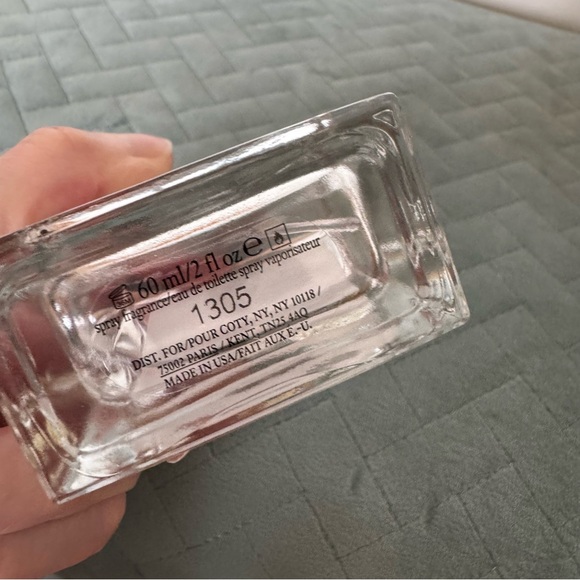 60 ml/2 fl oz. e
spray fragrance/eau de toilette spray vaporisateur
1305
DIST. FOR/POUR COTY, NY, NY 10118 /
75002 PARIS / KENT, TN25 4AQ
MADE IN USA/FAIT AUX E.-U.